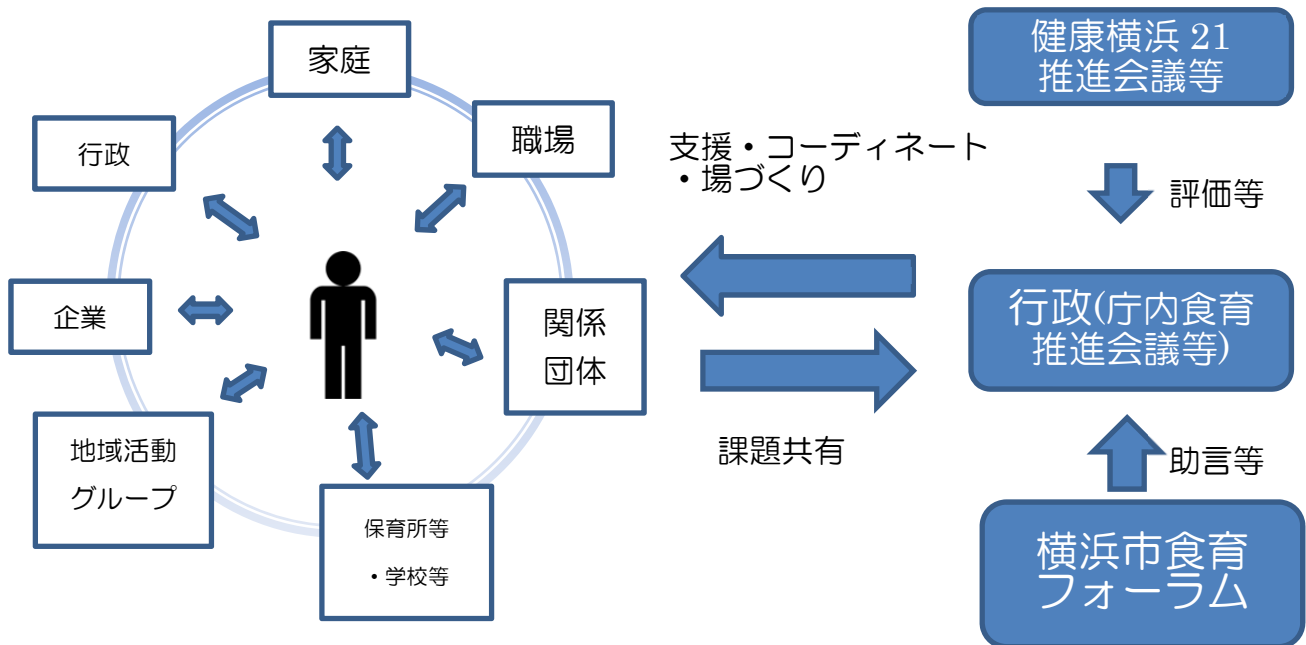 家庭
職場
行政
企業
関係
団体
地域活動
グループ
保育所等
・学校等
支援・コーディネート
・場づくり
課題共有
健康横浜 21
推進会議等
評価等
行政(庁内食育
推進会議等)
助言等
横浜市食育
フォーラム